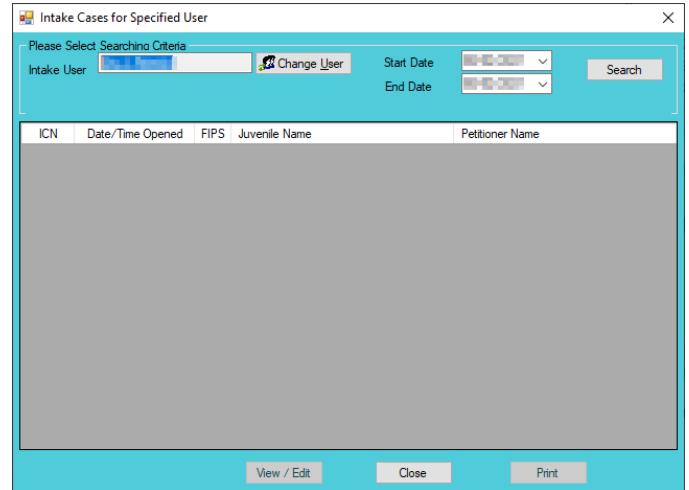 Intake Cases for Specified User
Please Select Searching Criteria
Intake User
Change User
Start Date
End Date
Search
ICN Date/Time Opened FIPS Juvenile Name Petitioner Name
View / Edit Close Print